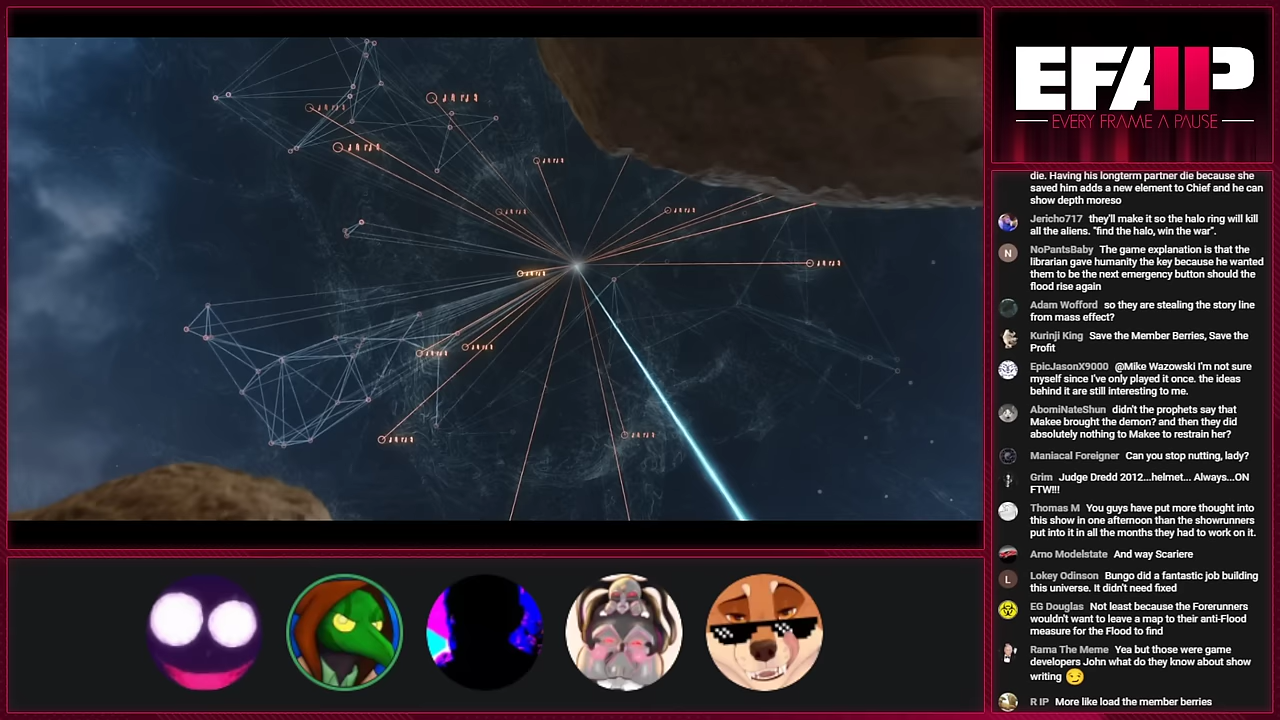 EFAP
EVERY FRAME A PAUSE
die. Having his longterm partner die because she
saved him adds a new element to Chief and he can
show depth moreso
Jericho717 they'll make it so the halo ring will kill
all the aliens. "find the halo, win the war".
N
NoPantsBaby The game explanation is that the
librarian gave humanity the key because he wanted
them to be the next emergency button should the
flood rise again
Adam Wofford so they are stealing the story line
from mass effect?
Kurinji King Save the Member Berries, Save the
Profit
EpicJasonX9000 @Mike Wazowski I'm not sure
myself since I've only played it once. the ideas
behind it are still interesting to me.
AbomiNateShun didn't the prophets say that
Makee brought the demon? and then they did
absolutely nothing to Makee to restrain her?
Maniacal Foreigner Can you stop nutting, lady?
Grim Judge Dredd 2012...helmet... Always...ON
FTW!!!
Thomas M You guys have put more thought into
this show in one afternoon than the showrunners
put into it in all the months they had to work on it.
Arno Modelstate And way Scariere
L
Lokey Odinson Bungo did a fantastic job building
this universe. It didn't need fixed
EG Douglas Not least because the Forerunners
wouldn't want to leave a map to their anti-Flood
measure for the Flood to find
Rama The Meme Yea but those were game
developers John what do they know about show
writing 😏
R IP More like load the member berries